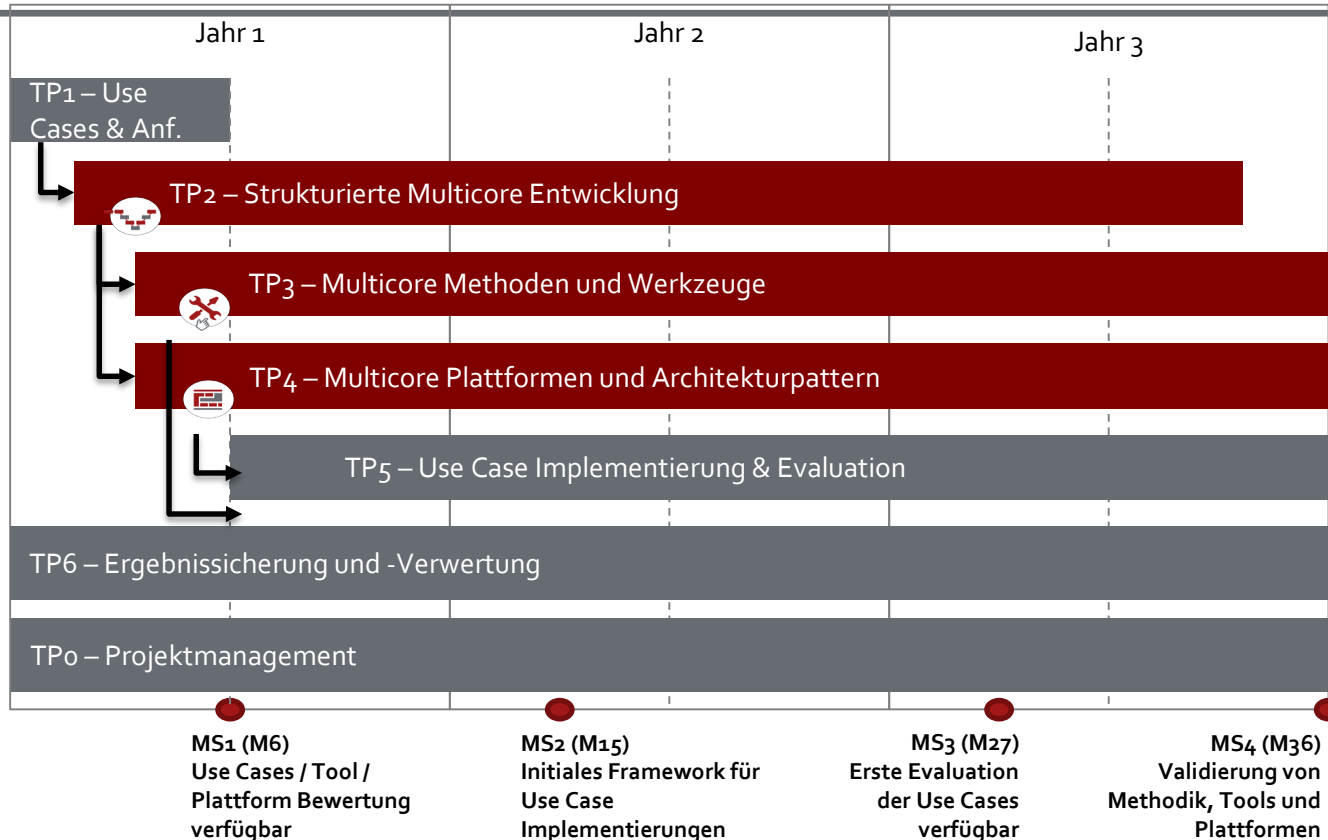 Jahr 1
Jahr 2
Jahr 3
TP1 – Use
Cases & Anf.
TP2 – Strukturierte Multicore Entwicklung
TP3 – Multicore Methoden und Werkzeuge
TP4 – Multicore Plattformen und Architekturpattern
TP5 – Use Case Implementierung & Evaluation
TP6 – Ergebnissicherung und -Verwertung
TP0 – Projektmanagement
MS1 (M6)
Use Cases / Tool /
Plattform Bewertung
verfügbar
MS2 (M15)
Initiales Framework für
Use Case
Implementierungen
MS3 (M27)
Erste Evaluation
der Use Cases
verfügbar
MS4 (M36)
Validierung von
Methodik, Tools und
Plattformen